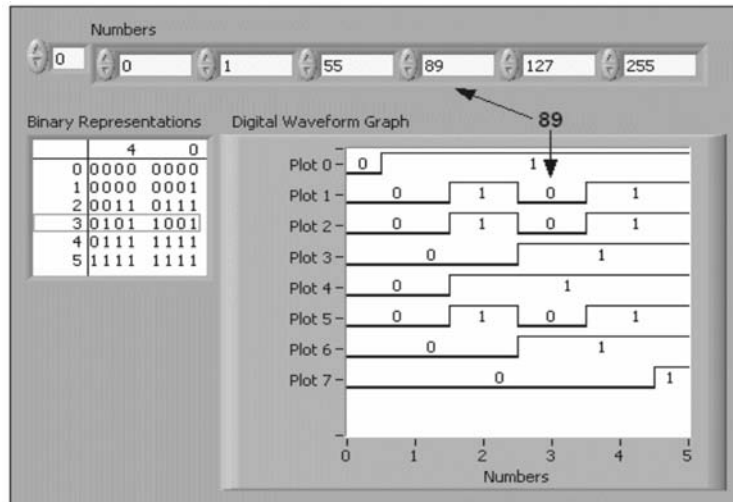 Numbers
0 0 1 55 89 127 255
Binary Representations
Digital Waveform Graph
89
4 0
0 0000 0000
1 0000 0001
2 0011 0111
3 0101 1001
4 0111 1111
5 1111 1111
Plot 0 0 1
Plot 1 0 1 0 1
Plot 2 0 1 0 1
Plot 3 0 1
Plot 4 0 1
Plot 5 0 1 0 1
Plot 6 0 1
Plot 7 0 1
0 1 2 3 4 5
Numbers